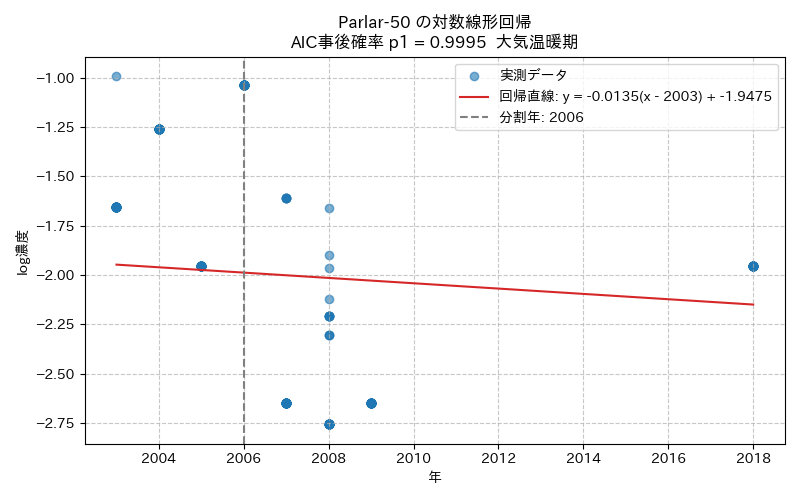 Parlar-50 の対数線形回帰
AIC事後確率 p1 = 0.9995 大気温暖期
実測データ
回帰直線: y = -0.0135(x - 2003) + -1.9475
分割年: 2006
log濃度
−1.00
−1.25
−1.50
−1.75
−2.00
−2.25
−2.50
−2.75
2004 2006 2008 2010 2012 2014 2016 2018
年